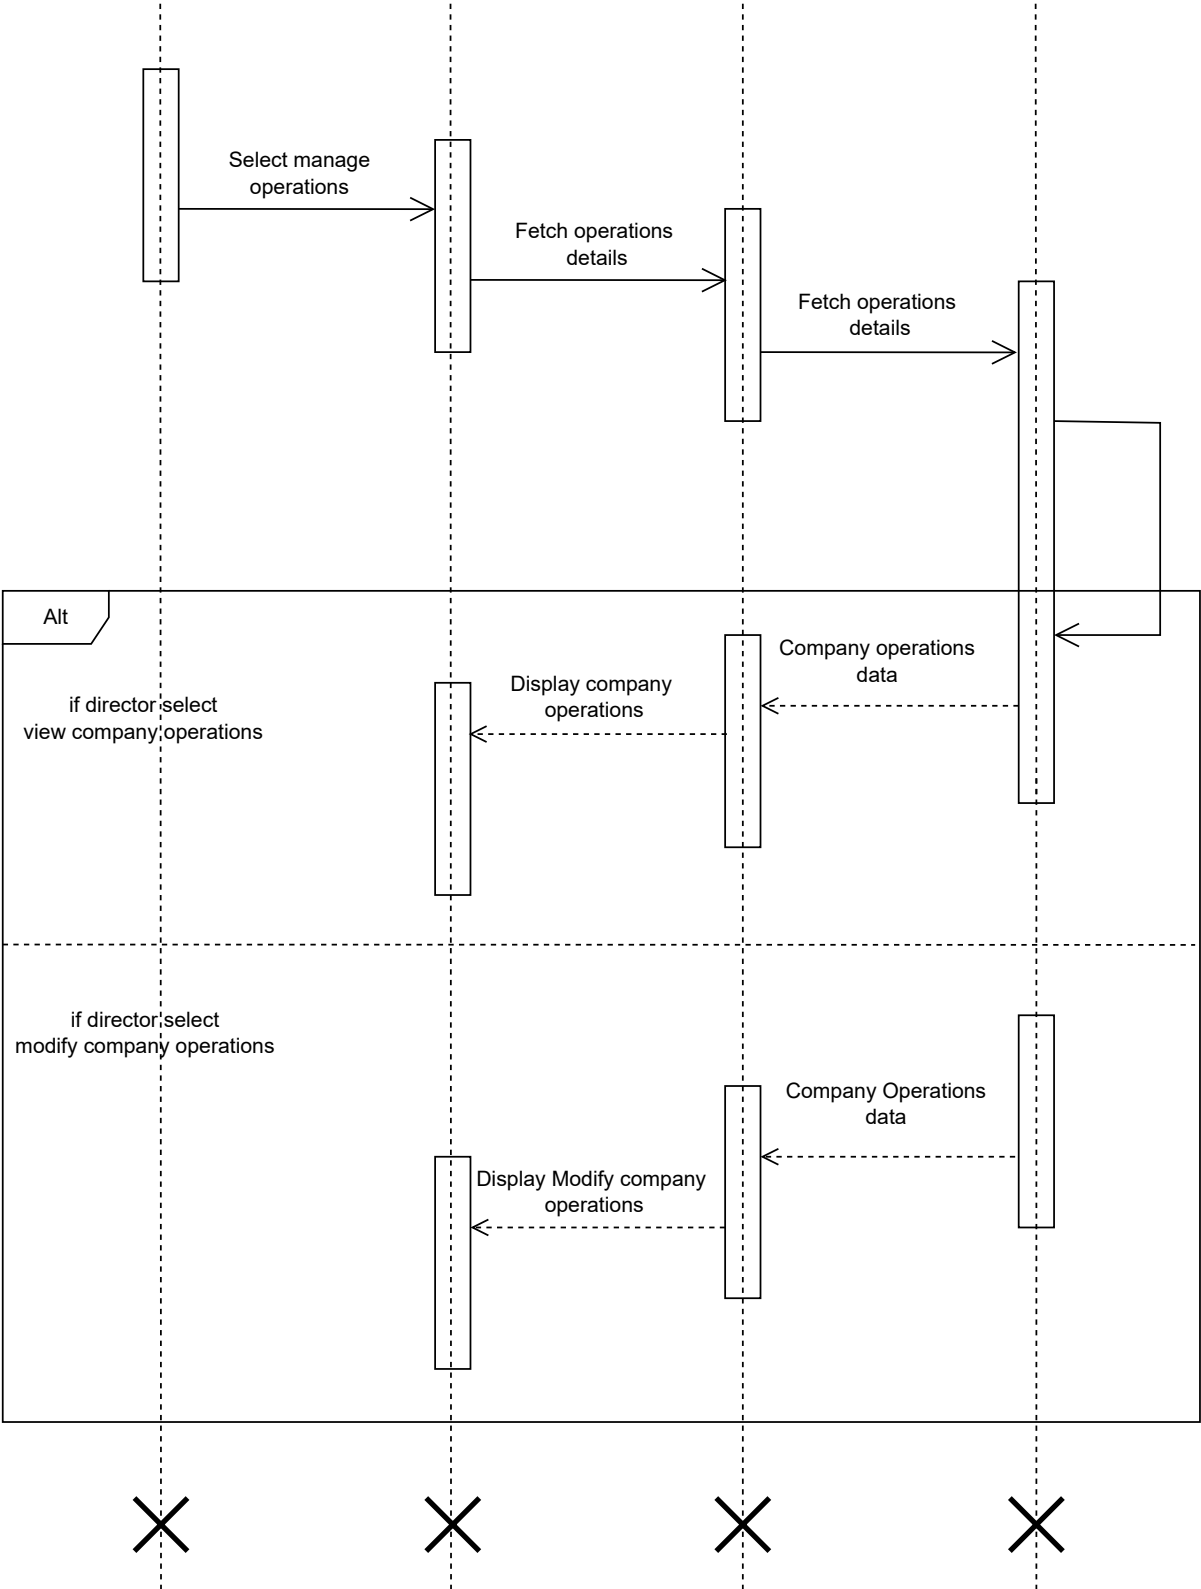 Select manage
operations
Fetch operations
details
Fetch operations
details
Alt
Company operations
data
Display company
operations
if director select
view company operations
if director select
modify company operations
Company Operations
data
Display Modify company
operations